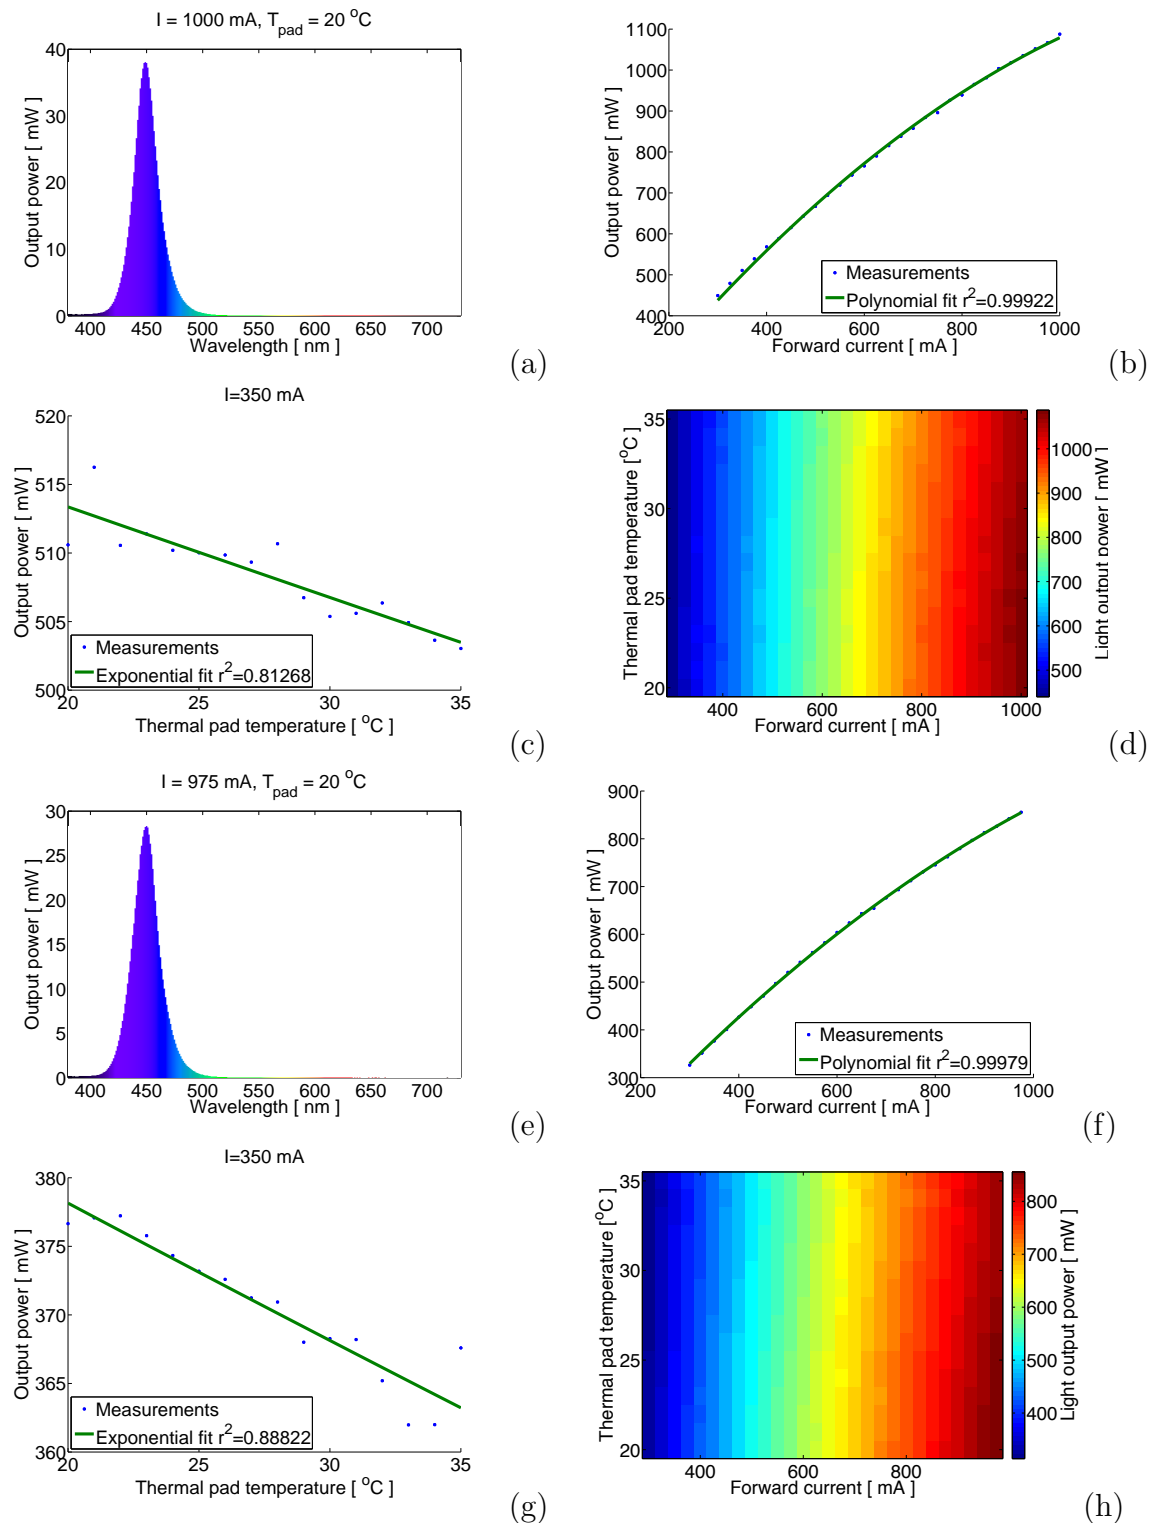 I = 1000 mA, Tpad = 20 oC
Output power [ mW ]
40
30
20
10
0
400 450 500 550 600 650 700
Wavelength [ nm ]
(a)
Output power [ mW ]
1100
1000
900
800
700
600
500
400
200 400 600 800 1000
Forward current [ mA ]
Measurements
Polynomial fit r2=0.99922
(b)
I=350 mA
Output power [ mW ]
520
515
510
505
500
20 25 30 35
Thermal pad temperature [ oC ]
Measurements
Exponential fit r2=0.81268
(c)
Thermal pad temperature [oC ]
35
30
25
20
400 600 800 1000
Forward current [ mA ]
1000
900
800
700
600
500
Light output power [ mW ]
(d)
I = 975 mA, Tpad = 20 oC
Output power [ mW ]
30
25
20
15
10
5
0
400 450 500 550 600 650 700
Wavelength [ nm ]
(e)
Output power [ mW ]
900
800
700
600
500
400
300
200 400 600 800 1000
Forward current [ mA ]
Measurements
Polynomial fit r2=0.99979
(f)
I=350 mA
Output power [ mW ]
380
375
370
365
360
20 25 30 35
Thermal pad temperature [ oC ]
Measurements
Exponential fit r2=0.88822
(g)
Thermal pad temperature [oC ]
35
30
25
20
400 600 800
Forward current [ mA ]
800
700
600
500
400
Light output power [ mW ]
(h)